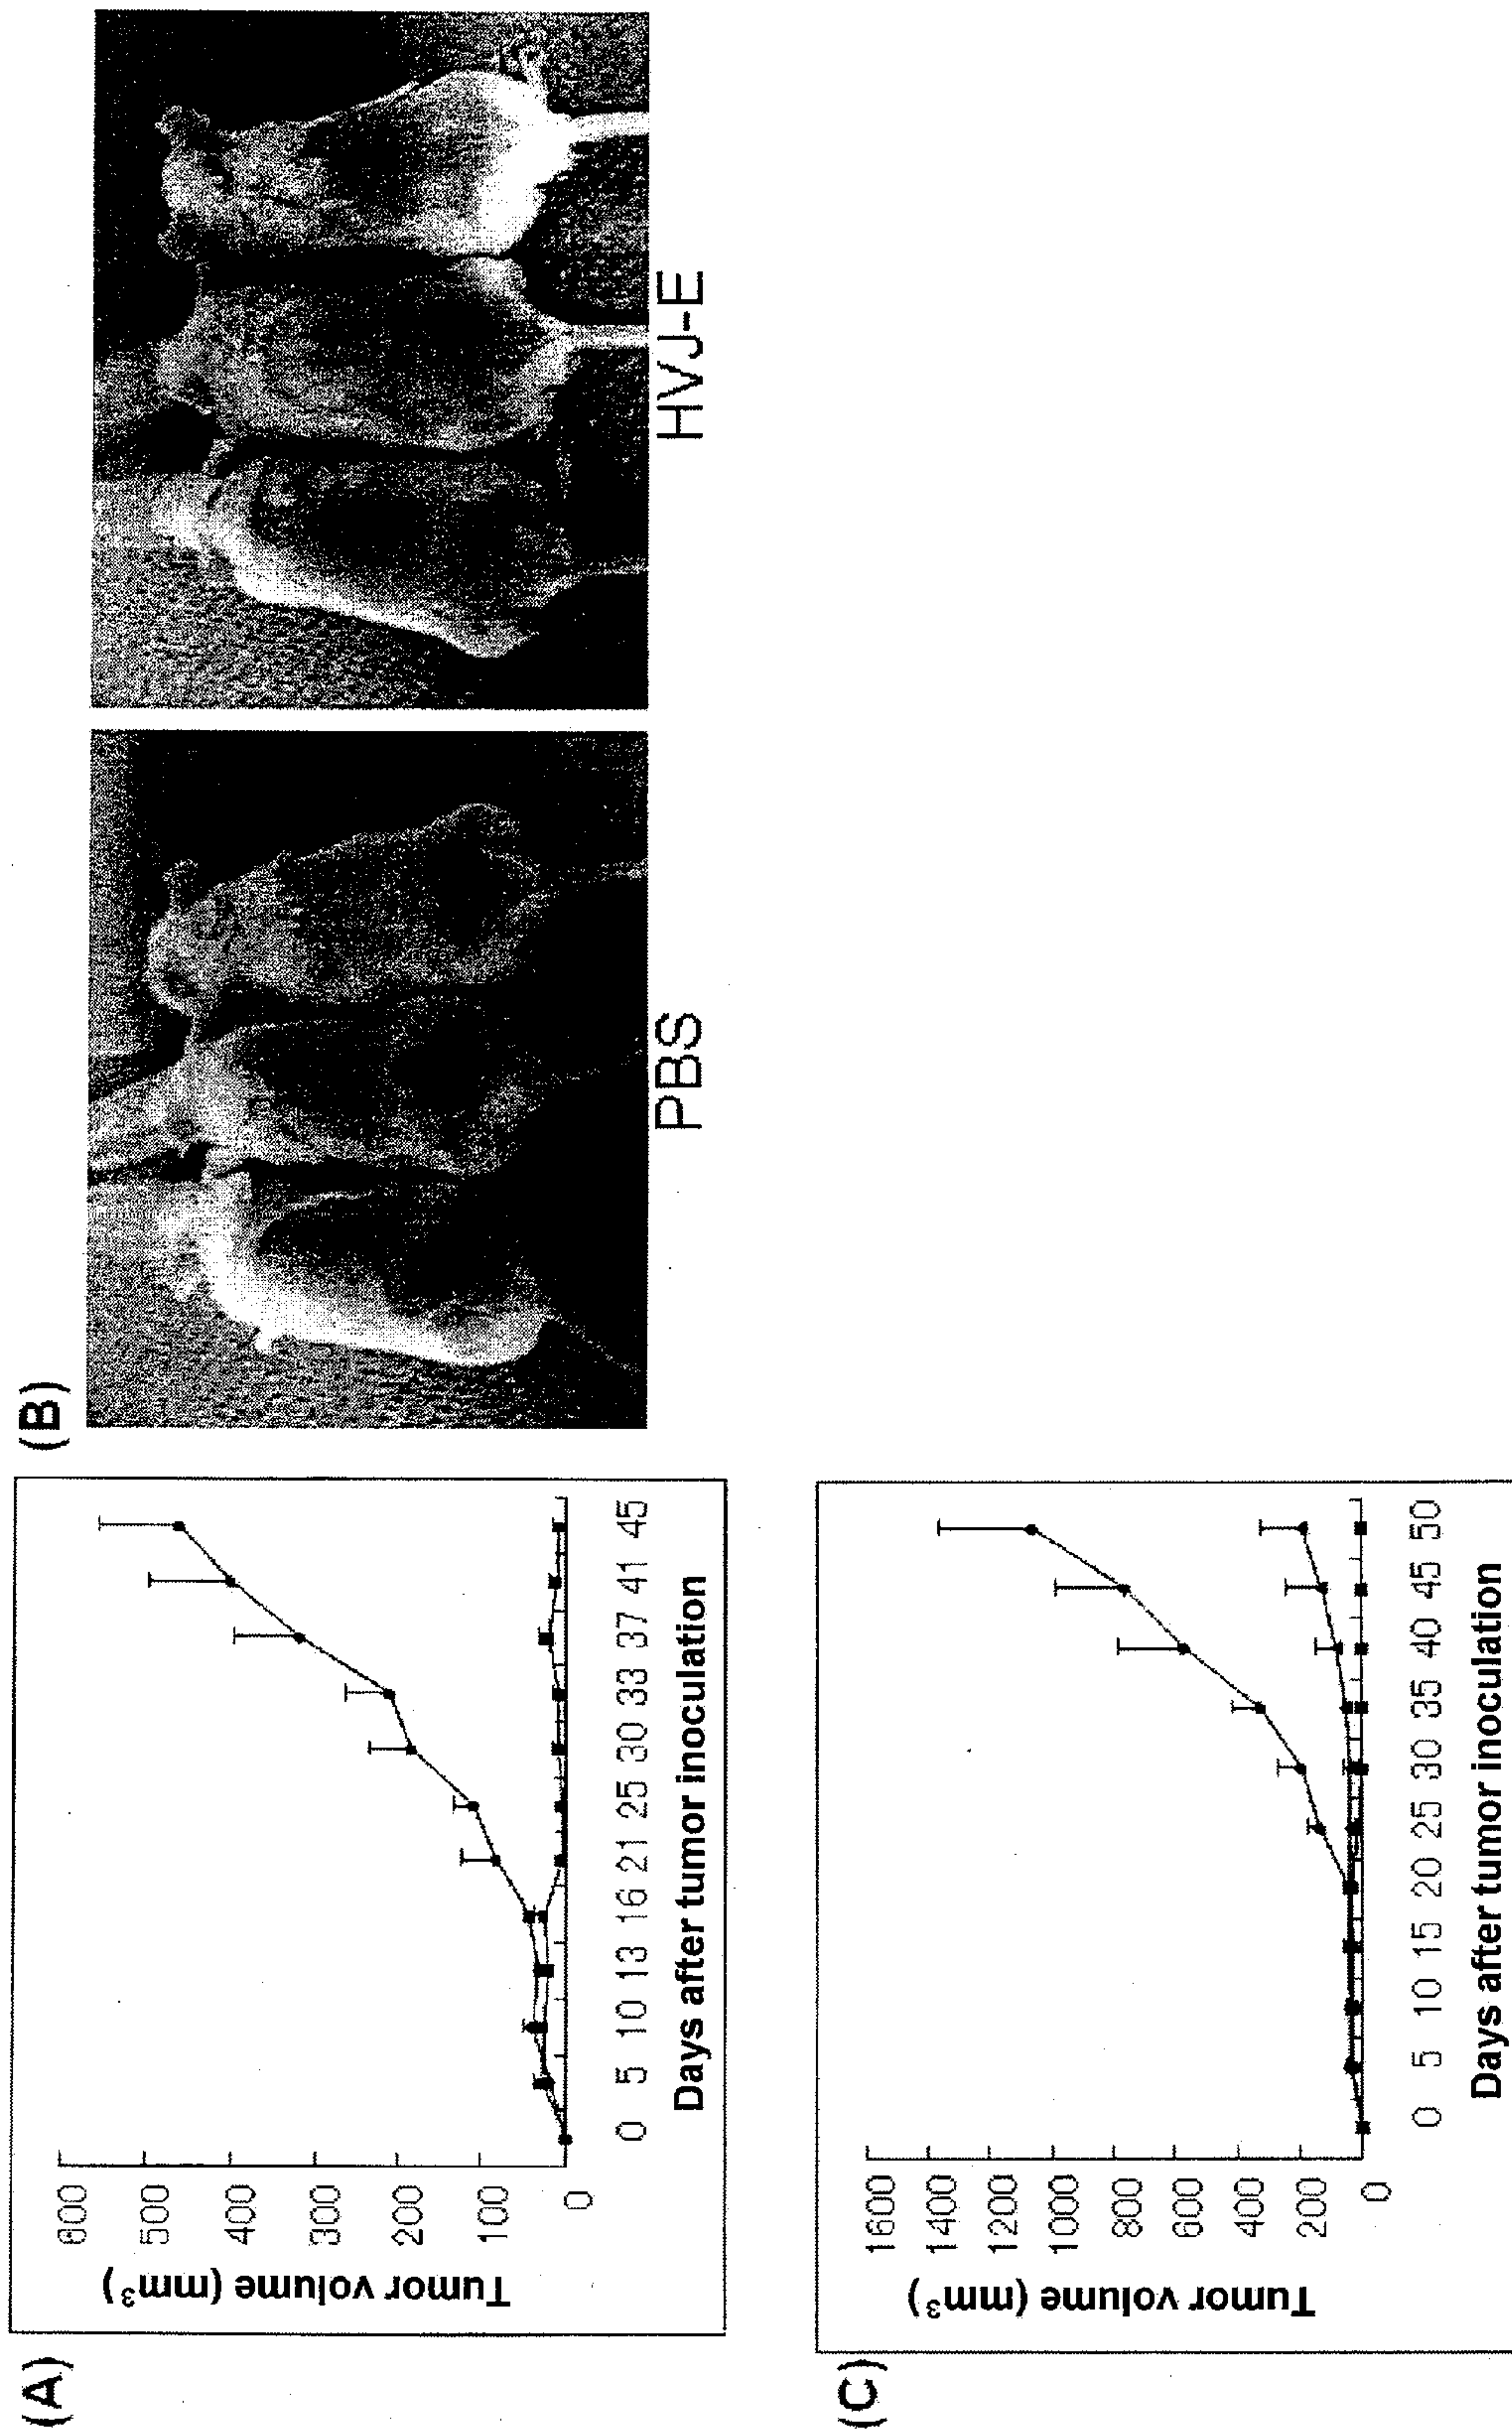 (A)
Tumor volume (mm³)
600
500
400
300
200
100
0
0 5 10 13 16 21 25 30 33 37 41 45
Days after tumor inoculation
(B)
PBS
HVJ-E
(C)
Tumor volume (mm³)
1600
1400
1200
1000
800
600
400
200
0
0 5 10 15 20 25 30 35 40 45 50
Days after tumor inoculation